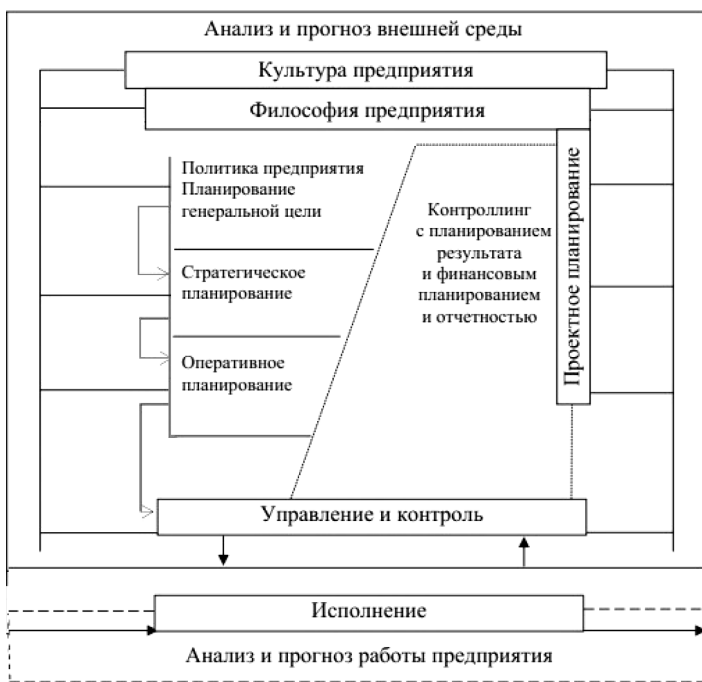 Анализ и прогноз внешней среды
Культура предприятия
Философия предприятия
Политика предприятия
Планирование
генеральной цели
Стратегическое
планирование
Оперативное
планирование
Контроллинг
с планированием
результата
и финансовым
планированием
и отчетностью
Проектное планирование
Управление и контроль
Исполнение
Анализ и прогноз работы предприятия